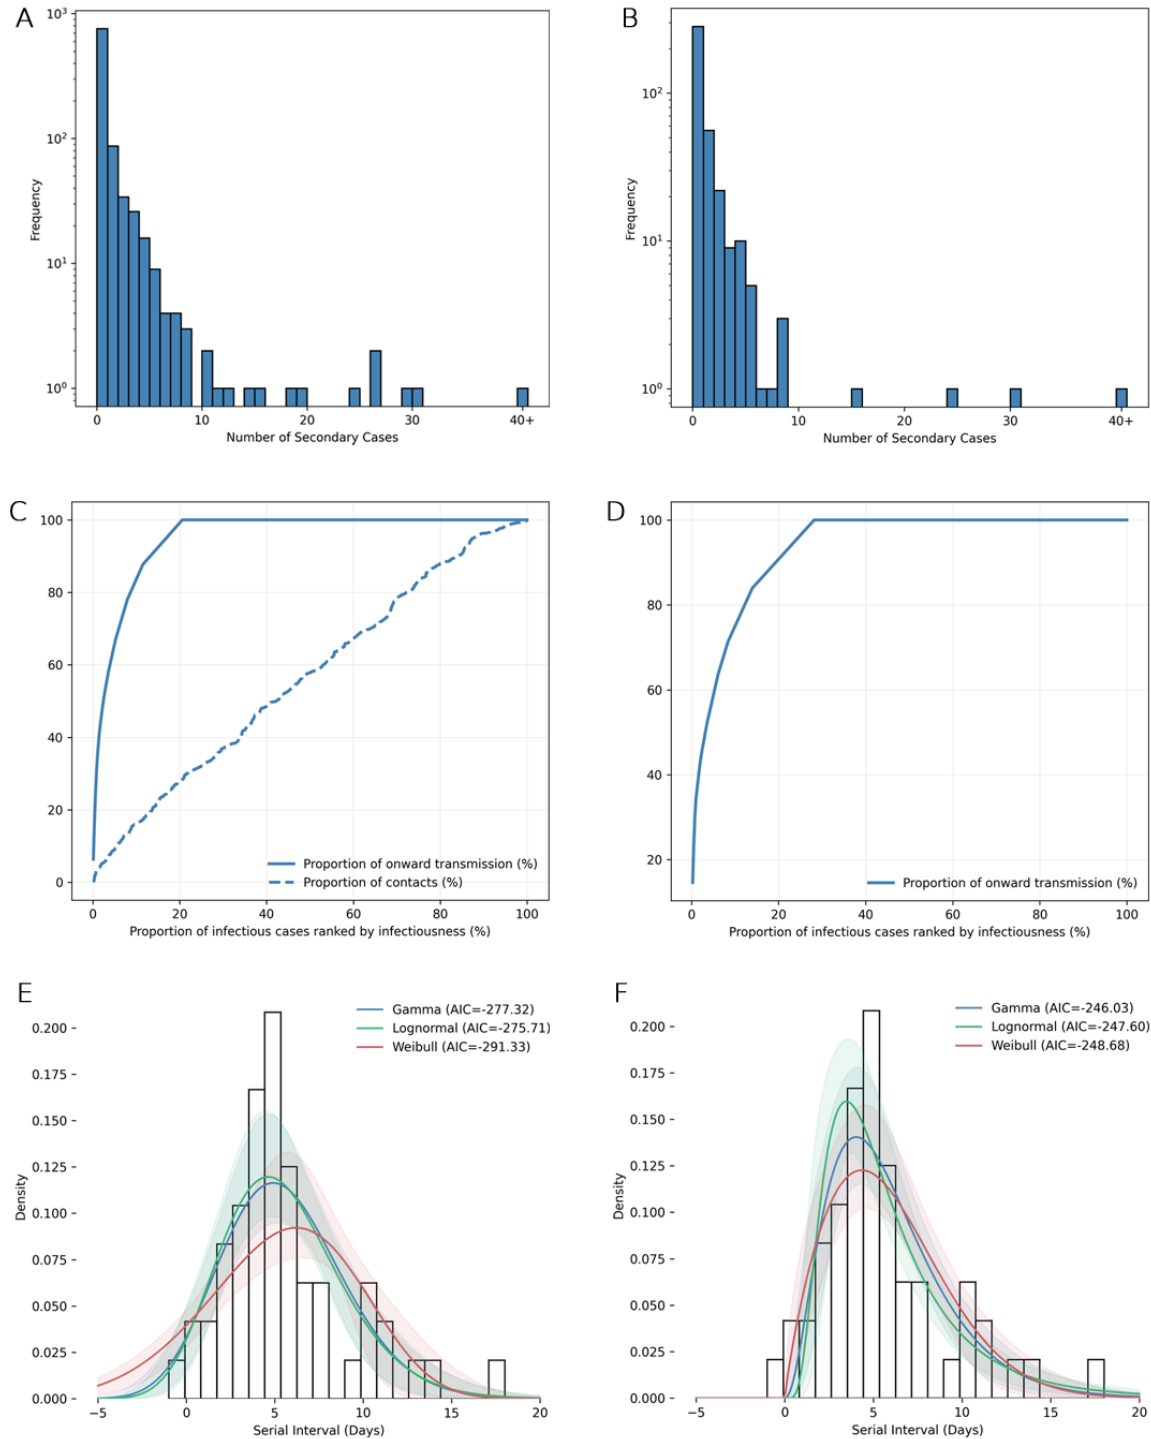 A
10³
10²
10¹
10⁰
Frequency
0
10
20
30
40+
Number of Secondary Cases
B
10²
10¹
10⁰
Frequency
0
10
20
30
40+
Number of Secondary Cases
C
100
80
60
40
20
0
Proportion of onward transmission (%)
Proportion of contacts (%)
0
20
40
60
80
100
Proportion of infectious cases ranked by infectiousness (%)
D
100
80
60
40
20
Proportion of onward transmission (%)
0
20
40
60
80
100
Proportion of infectious cases ranked by infectiousness (%)
E
Gamma (AIC=-277.32)
Lognormal (AIC=-275.71)
Weibull (AIC=-291.33)
0.200
0.175
0.150
0.125
0.100
0.075
0.050
0.025
0.000
Density
−5
0
5
10
15
20
Serial Interval (Days)
F
Gamma (AIC=-246.03)
Lognormal (AIC=-247.60)
Weibull (AIC=-248.68)
0.200
0.175
0.150
0.125
0.100
0.075
0.050
0.025
0.000
Density
−5
0
5
10
15
20
Serial Interval (Days)